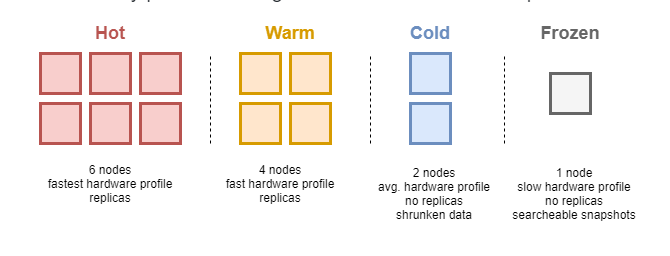 Hot
Warm
Cold
Frozen
6 nodes
fastest hardware profile
replicas
4 nodes
fast hardware profile
replicas
2 nodes
avg. hardware profile
no replicas
shrunken data
1 node
slow hardware profile
no replicas
searcheable snapshots